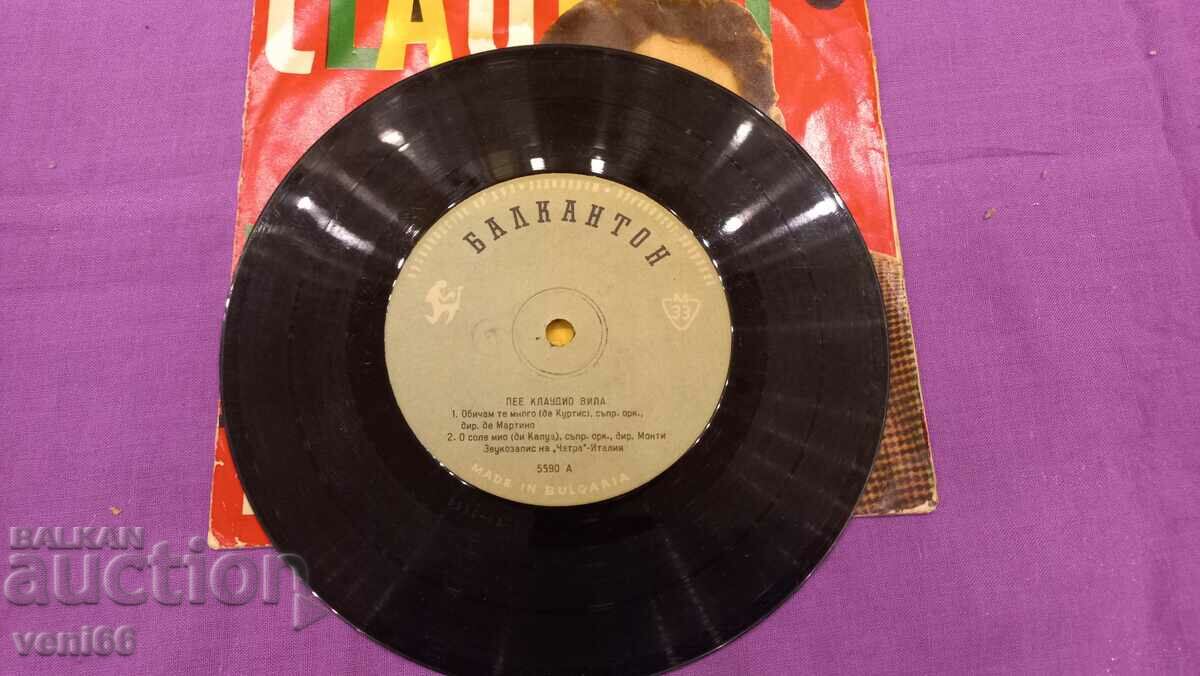 CLAU
БАЛКАНТОН
33
ПЕЕ КЛАУДИО ВИЛА
1. Обичам те много (де Куртис), съпр. орк.,
дир. де Мартино
2. О соле мио (ди Капуа), съпр. орк., дир. Монти
Звукозапис на „Четра"-Италия
5590 А
MADE IN BULGARIA
BALKAN
auction
veni66